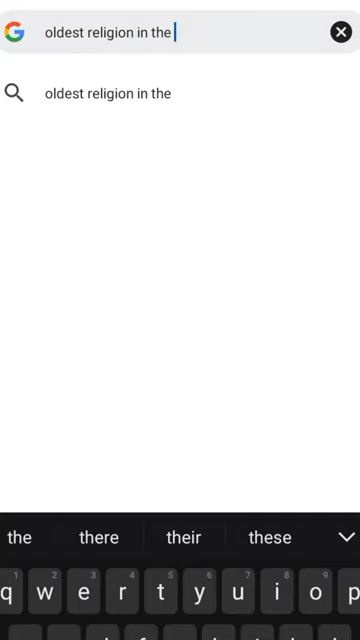 oldest religion in the
oldest religion in the
the there their these
1 2 3 4 5 6 7 8 9 0
q w e r t y u i o p